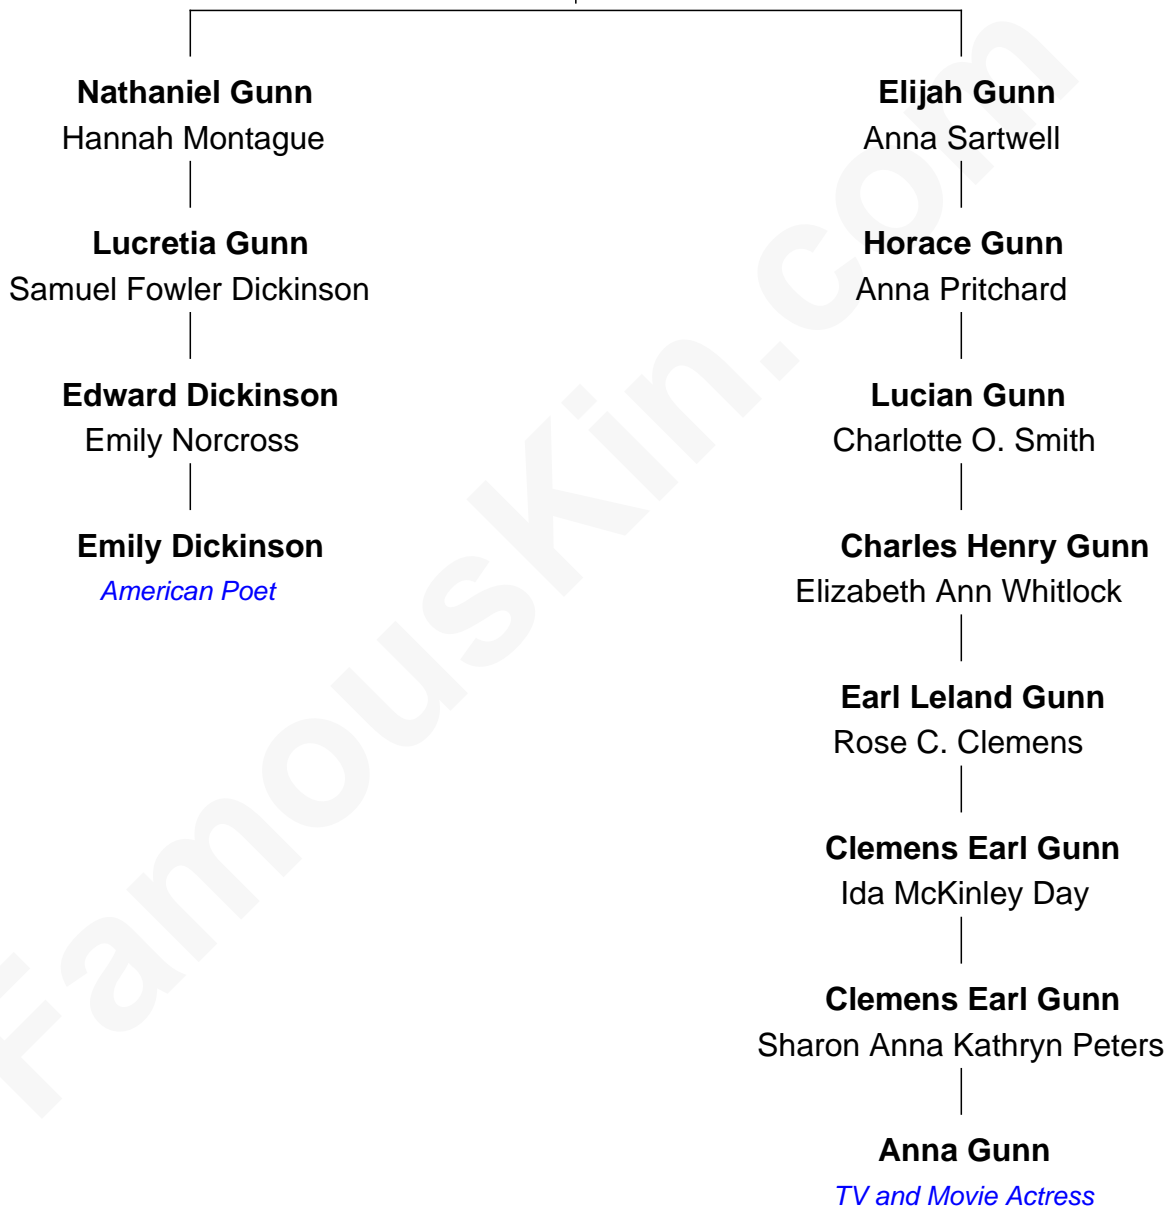 Nathaniel Gunn
Hannah Montague
Lucretia Gunn
Samuel Fowler Dickinson
Edward Dickinson
Emily Norcross
Emily Dickinson
American Poet
Elijah Gunn
Anna Sartwell
Horace Gunn
Anna Pritchard
Lucian Gunn
Charlotte O. Smith
Charles Henry Gunn
Elizabeth Ann Whitlock
Earl Leland Gunn
Rose C. Clemens
Clemens Earl Gunn
Ida McKinley Day
Clemens Earl Gunn
Sharon Anna Kathryn Peters
Anna Gunn
TV and Movie Actress
FamousKin.com